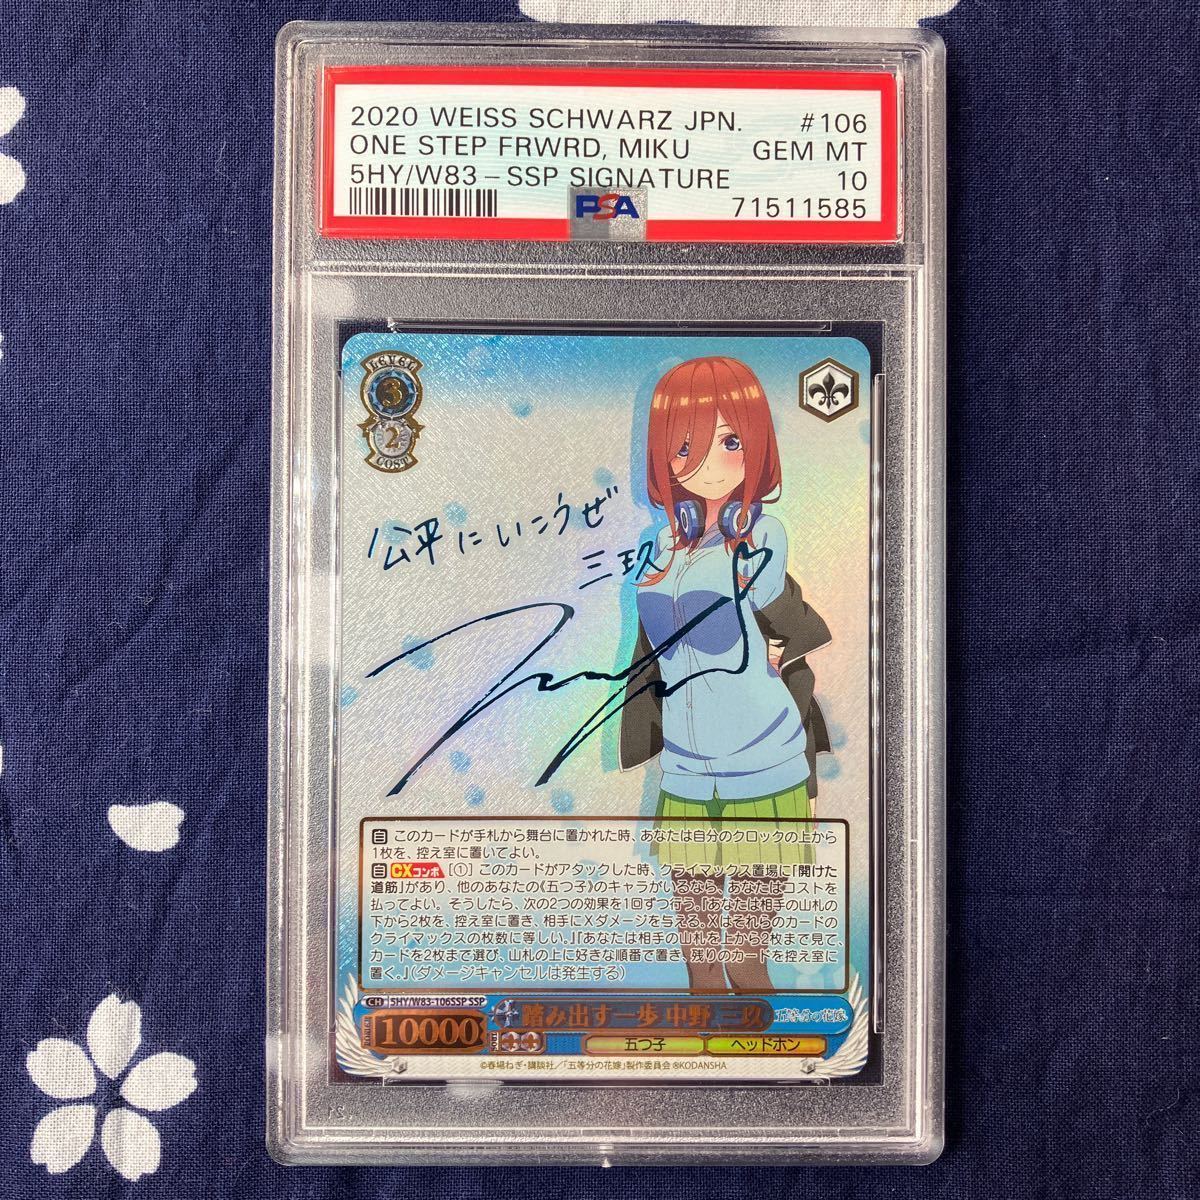 2020 WEISS SCHWARZ JPN. #106
ONE STEP FRWRD, MIKU GEM MT
5HY/W83-SSP SIGNATURE 10
PSA 71511585
LEVEL
3
2
COST
公平にいこうぜ
三玖
自 このカードが手札から舞台に置かれた時、あなたは自分のクロックの上から
1枚を、控え室に置いてよい。
自 CXコンボ [①] このカードがアタックした時、クライマックス置場に「開けた
道筋」があり、他のあなたの《五つ子》のキャラがいるなら、あなたはコストを
払ってよい。そうしたら、次の2つの効果を1回ずつ行う。『あなたは相手の山札の
下から2枚を、控え室に置き、相手にXダメージを与える。Xはそれらのカードの
クライマックスの枚数に等しい。』『あなたは相手の山札を上から2枚まで見て、
カードを2枚まで選び、山札の上に好きな順番で置き、残りのカードを控え室に
置く。』(ダメージキャンセルは発生する)
CH 5HY/W83-106SSP SSP
踏み出す一歩 中野 三玖 五等分の花嫁
POWER 10000 SOUL
五つ子 ヘッドホン
©春場ねぎ・講談社／「五等分の花嫁」製作委員会 ®KODANSHA